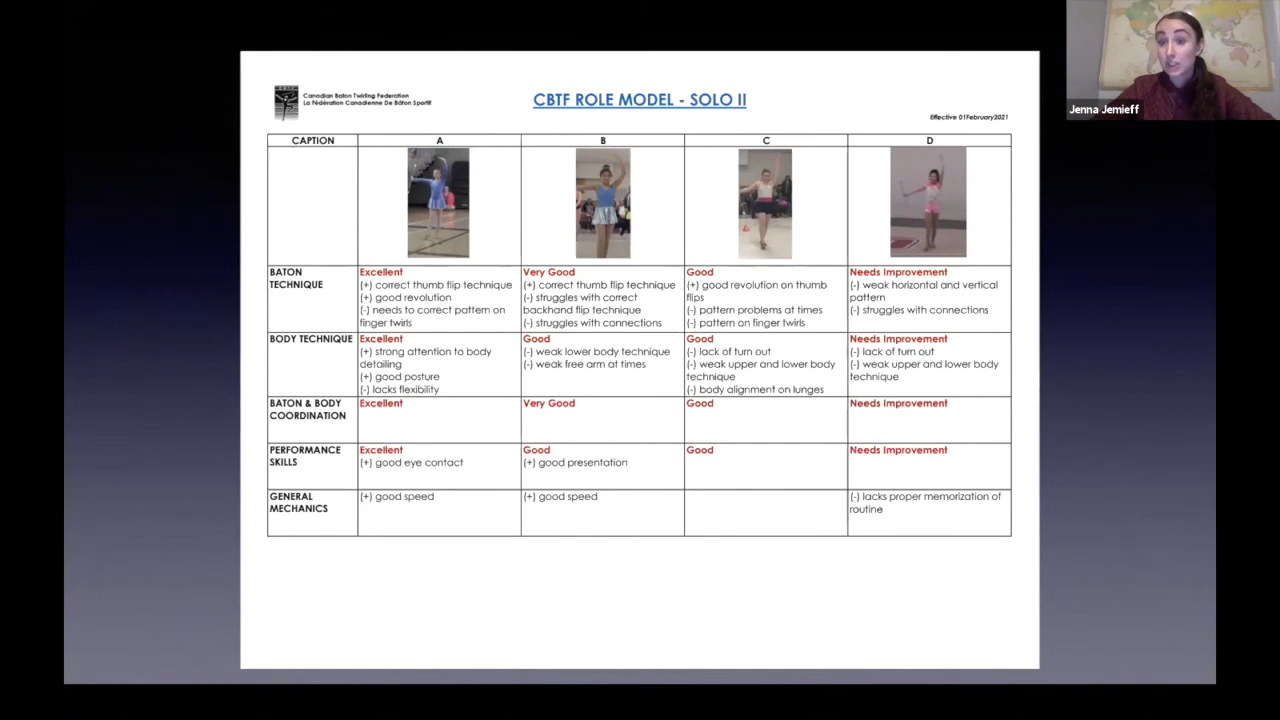 Jenna Jemieff
Canadian Baton Twirling Federation
La Fédération Canadienne De Bâton Sportif
CBTF ROLE MODEL - SOLO II
Effective 01February2021
CAPTION A B C D
BATON TECHNIQUE
Excellent
(+) correct thumb flip technique
(+) good revolution
(-) needs to correct pattern on
finger twirls
Very Good
(+) correct thumb flip technique
(-) struggles with correct
backhand flip technique
(-) struggles with connections
Good
(+) good revolution on thumb
flips
(-) pattern problems at times
(-) pattern on finger twirls
Needs Improvement
(-) weak horizontal and vertical
pattern
(-) struggles with connections
BODY TECHNIQUE
Excellent
(+) strong attention to body
detailing
(+) good posture
(-) lacks flexibility
Good
(-) weak lower body technique
(-) weak free arm at times
Good
(-) lack of turn out
(-) weak upper and lower body
technique
(-) body alignment on lunges
Needs Improvement
(-) lack of turn out
(-) weak upper and lower body
technique
BATON & BODY
COORDINATION
Excellent
Very Good
Good
Needs Improvement
PERFORMANCE
SKILLS
Excellent
(+) good eye contact
Good
(+) good presentation
Good
Needs Improvement
GENERAL
MECHANICS
(+) good speed
(+) good speed
(-) lacks proper memorization of
routine